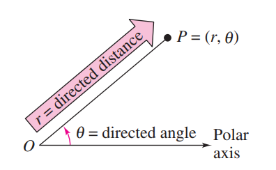 P = (r, θ)
r = directed distance
θ = directed angle
Polar
axis
O